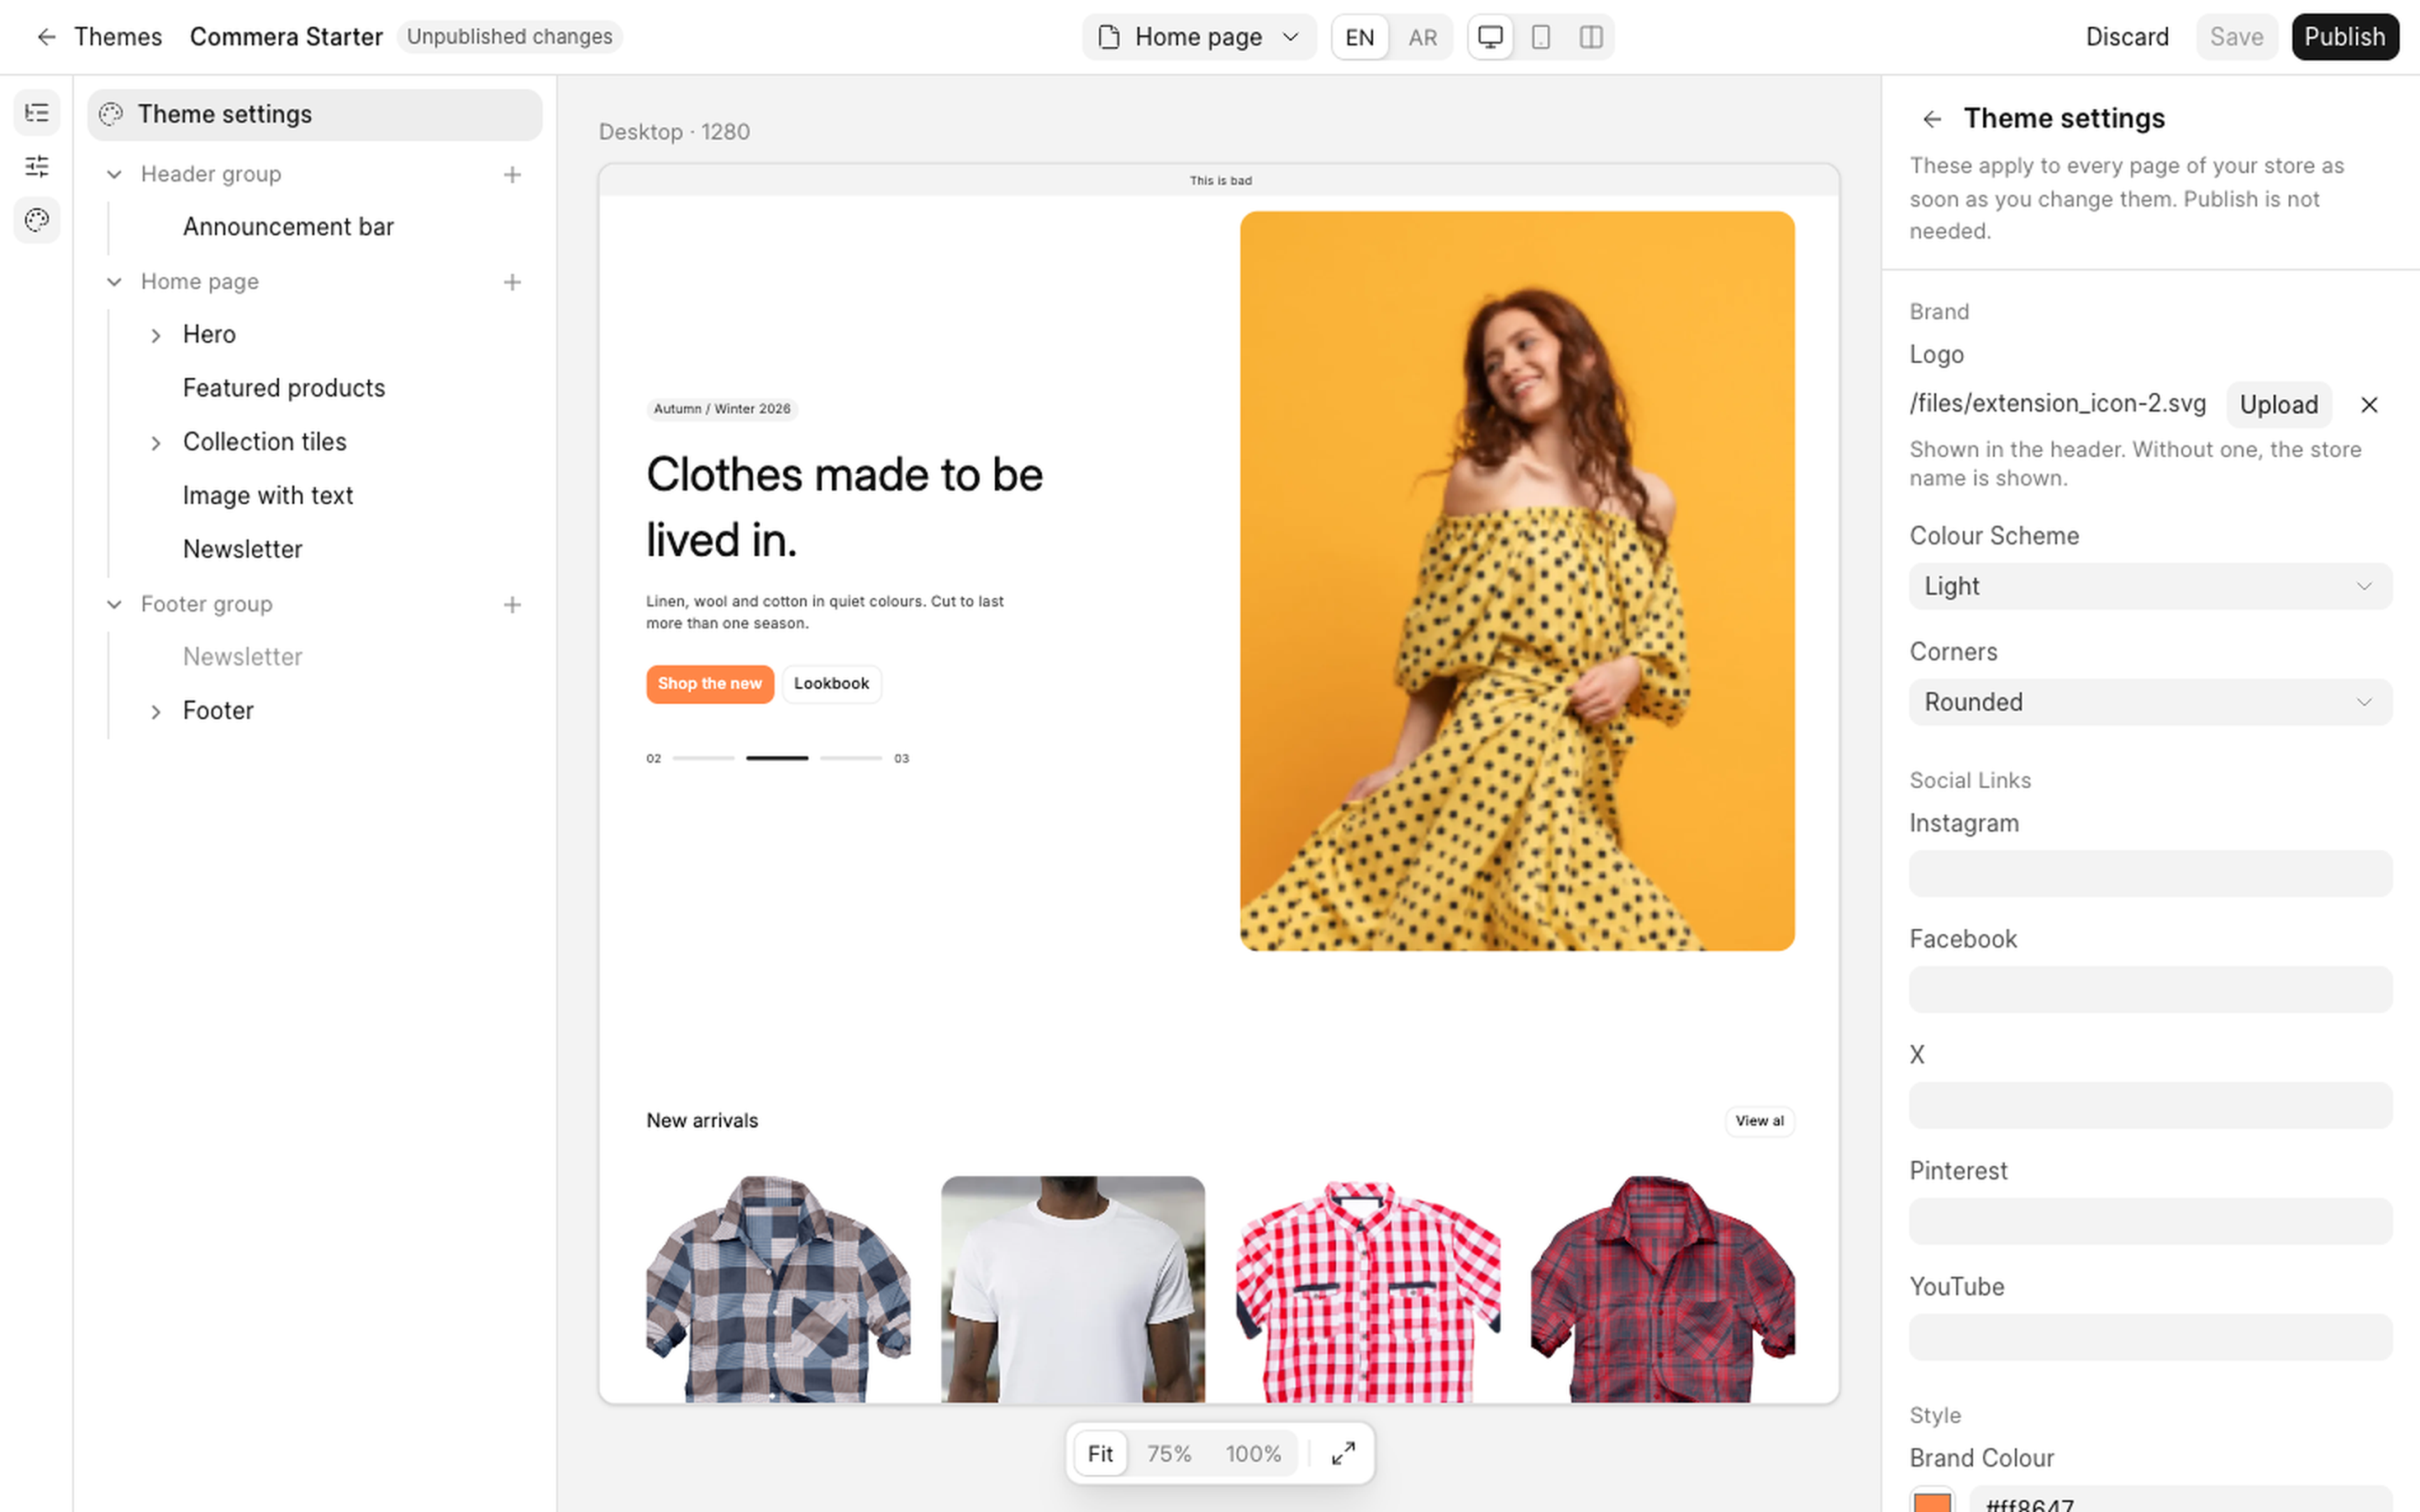 Themes
Commera Starter
Unpublished changes
Home page
EN
AR
Discard
Save
Publish
Theme settings
Header group
Announcement bar
Home page
Hero
Featured products
Collection tiles
Image with text
Newsletter
Footer group
Newsletter
Footer
Desktop · 1280
This is bad
Autumn / Winter 2026
Clothes made to be
lived in.
Linen, wool and cotton in quiet colours. Cut to last
more than one season.
Shop the new
Lookbook
02
03
New arrivals
View al
Fit
75%
100%
Theme settings
These apply to every page of your store as
soon as you change them. Publish is not
needed.
Brand
Logo
/files/extension_icon-2.svg
Upload
Shown in the header. Without one, the store
name is shown.
Colour Scheme
Light
Corners
Rounded
Social Links
Instagram
Facebook
X
Pinterest
YouTube
Style
Brand Colour
#ff8647